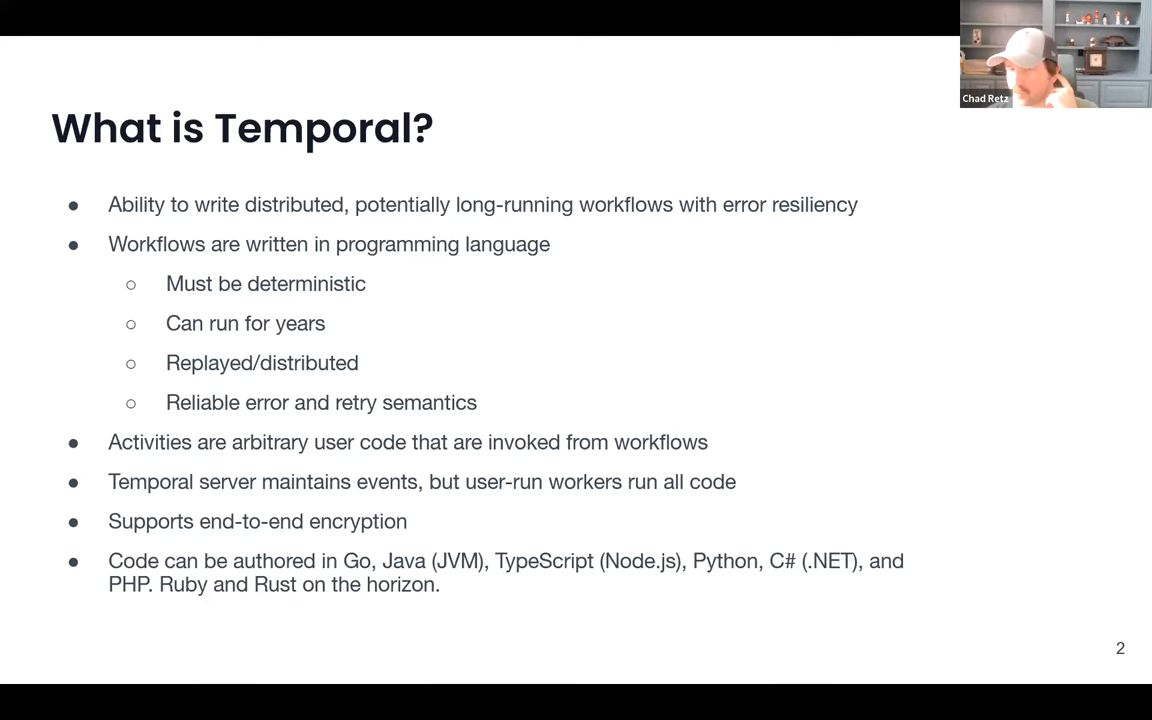 Chad Retz
What is Temporal?
● Ability to write distributed, potentially long-running workflows with error resiliency
● Workflows are written in programming language
○ Must be deterministic
○ Can run for years
○ Replayed/distributed
○ Reliable error and retry semantics
● Activities are arbitrary user code that are invoked from workflows
● Temporal server maintains events, but user-run workers run all code
● Supports end-to-end encryption
● Code can be authored in Go, Java (JVM), TypeScript (Node.js), Python, C# (.NET), and
PHP. Ruby and Rust on the horizon.
2